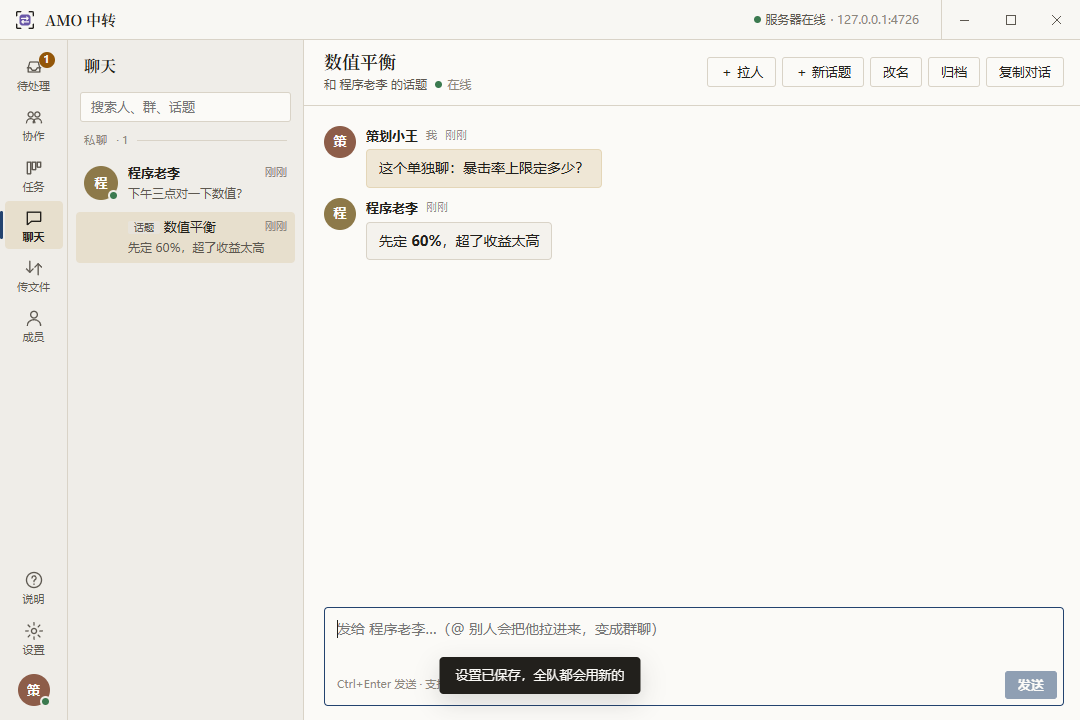 AMO 中转
服务器在线 · 127.0.0.1:4726
1
待处理
协作
任务
聊天
传文件
成员
说明
设置
策
聊天
搜索人、群、话题
私聊 · 1
程
程序老李
刚刚
下午三点对一下数值?
话题 数值平衡
刚刚
先定 60%，超了收益太高
数值平衡
和 程序老李 的话题 在线
+ 拉人
+ 新话题
改名
归档
复制对话
策
策划小王 我 刚刚
这个单独聊：暴击率上限定多少?
程
程序老李 刚刚
先定 60%，超了收益太高
发给 程序老李...（@ 别人会把他拉进来，变成群聊）
Ctrl+Enter 发送 · 支
设置已保存，全队都会用新的
发送